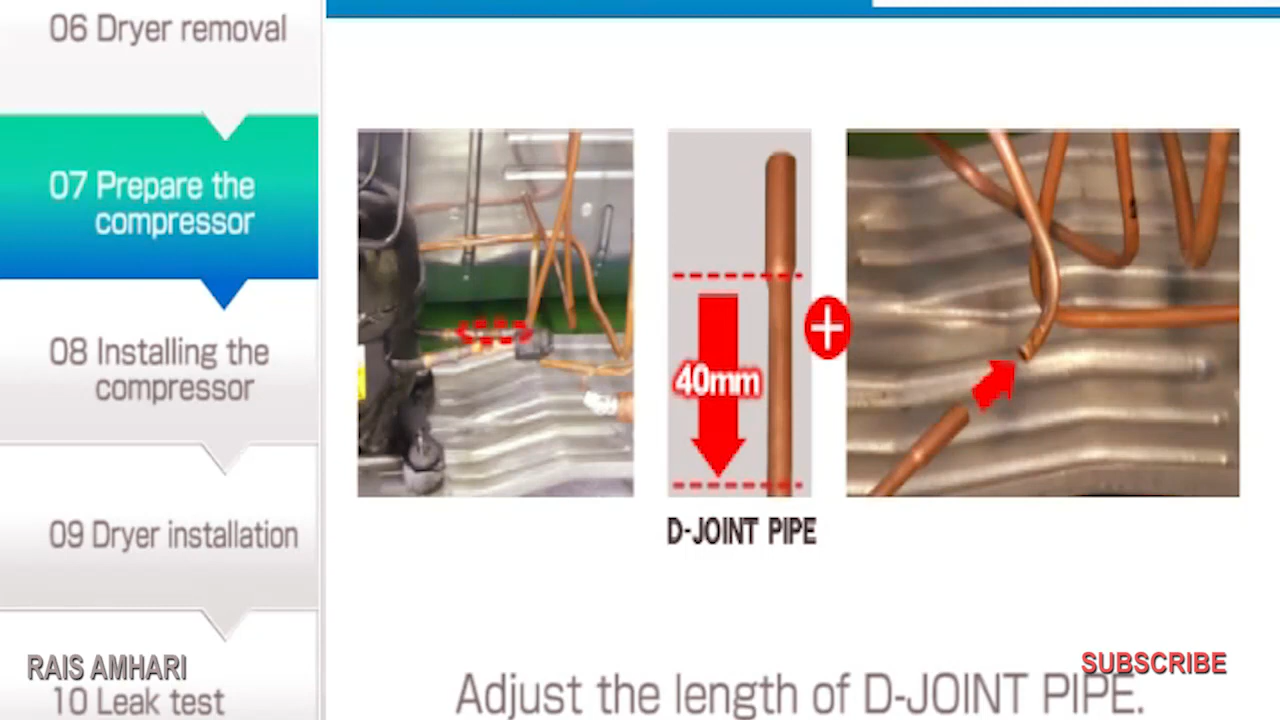 06 Dryer removal
07 Prepare the
compressor
08 Installing the
compressor
09 Dryer installation
RAIS AMHARI
10 Leak test
40mm
D-JOINT PIPE
Adjust the length of D-JOINT PIPE.
SUBSCRIBE